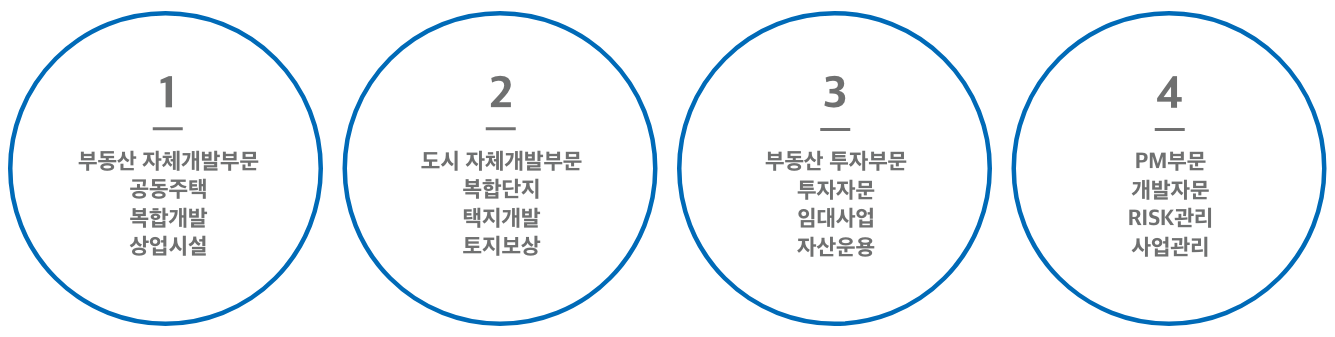 1
부동산 자체개발부문
공동주택
복합개발
상업시설
2
도시 자체개발부문
복합단지
택지개발
토지보상
3
부동산 투자부문
투자자문
임대사업
자산운용
4
PM부문
개발자문
RISK관리
사업관리